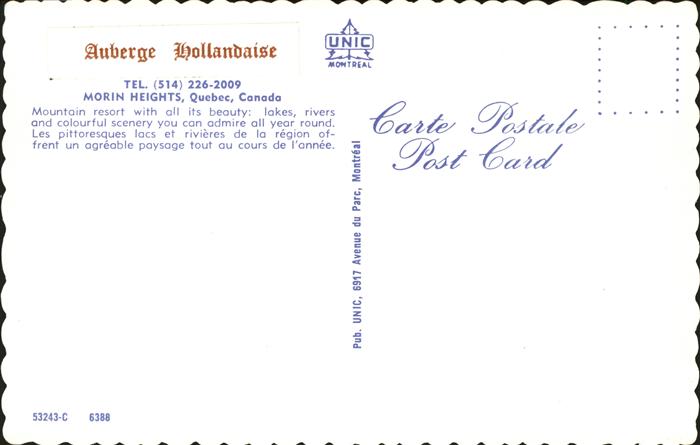 Auberge Hollandaise
TEL. (514) 226-2009
MORIN HEIGHTS, Quebec, Canada
Mountain resort with all its beauty: lakes, rivers
and colourful scenery you can admire all year round.
Les pittoresques lacs et rivières de la région of-
frent un agréable paysage tout au cours de l'année.
UNIC
MONTREAL
Carte Postale
Post Card
Pub. UNIC, 6917 Avenue du Parc, Montréal
53243-C 6388